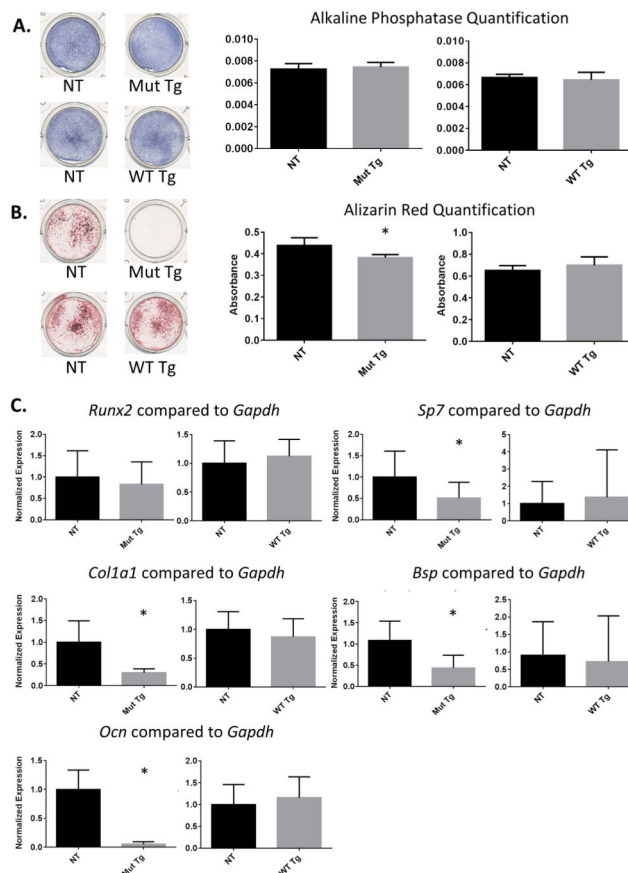 A.
NT
Mut Tg
NT
WT Tg
Alkaline Phosphatase Quantification
0.010
0.008
0.006
0.004
0.002
0.000
NT
Mut Tg
0.010
0.008
0.006
0.004
0.002
0.000
NT
WT Tg
B.
NT
Mut Tg
NT
WT Tg
Alizarin Red Quantification
Absorbance
0.5
0.4
0.3
0.2
0.1
0.0
*
NT
Mut Tg
Absorbance
1.0
0.8
0.6
0.4
0.2
0.0
NT
WT Tg
C.
Runx2 compared to Gapdh
Normalized Expression
2.0
1.5
1.0
0.5
0.0
NT
Mut Tg
1.5
1.0
0.5
0.0
NT
WT Tg
Sp7 compared to Gapdh
Normalized Expression
2.0
1.5
1.0
0.5
0.0
*
NT
Mut Tg
5
4
3
2
1
0
NT
WT Tg
Col1a1 compared to Gapdh
Normalized Expression
2.0
1.5
1.0
0.5
0.0
*
NT
Mut Tg
1.5
1.0
0.5
0.0
NT
WT Tg
Bsp compared to Gapdh
Normalized Expression
2.0
1.5
1.0
0.5
0.0
*
NT
Mut Tg
2.5
2.0
1.5
1.0
0.5
0.0
NT
WT Tg
Ocn compared to Gapdh
Normalized Expression
1.5
1.0
0.5
0.0
*
NT
Mut Tg
2.0
1.5
1.0
0.5
0.0
NT
WT Tg